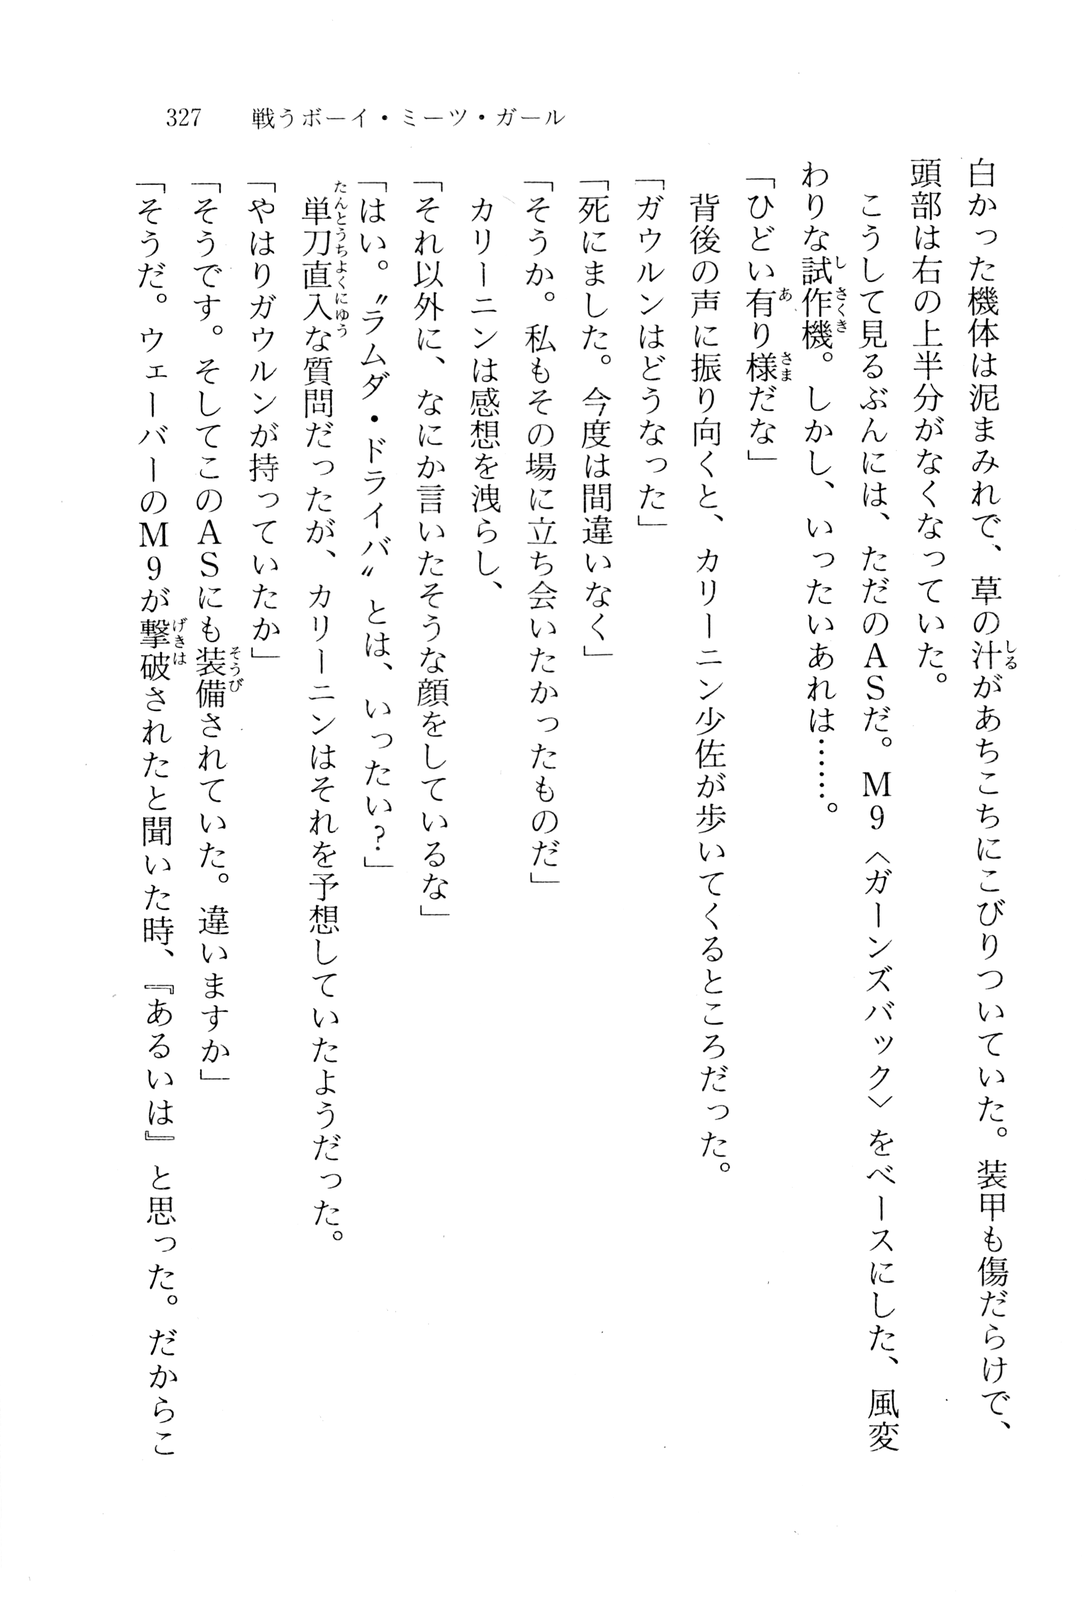 327 戦うボーイ・ミーツ・ガール
白かった機体は泥まみれで、草の汁があちこちにこびりついていた。装甲も傷だらけで、
頭部は右の上半分がなくなっていた。
こうして見るぶんには、ただのＡＳだ。Ｍ９〈ガーンズバック〉をベースにした、風変
わりな試作機。しかし、いったいあれは……。
「ひどい有り様だな」
背後の声に振り向くと、カリーニン少佐が歩いてくるところだった。
「ガウルンはどうなった」
「死にました。今度は間違いなく」
「そうか。私もその場に立ち会いたかったものだ」
カリーニンは感想を洩らし、
「それ以外に、なにか言いたそうな顔をしているな」
「はい。〝ラムダ・ドライバ〟とは、いったい？」
単刀直入な質問だったが、カリーニンはそれを予想していたようだった。
「やはりガウルンが持っていたか」
「そうです。そしてこのＡＳにも装備されていた。違いますか」
「そうだ。ウェーバーのＭ９が撃破されたと聞いた時、『あるいは』と思った。だからこ